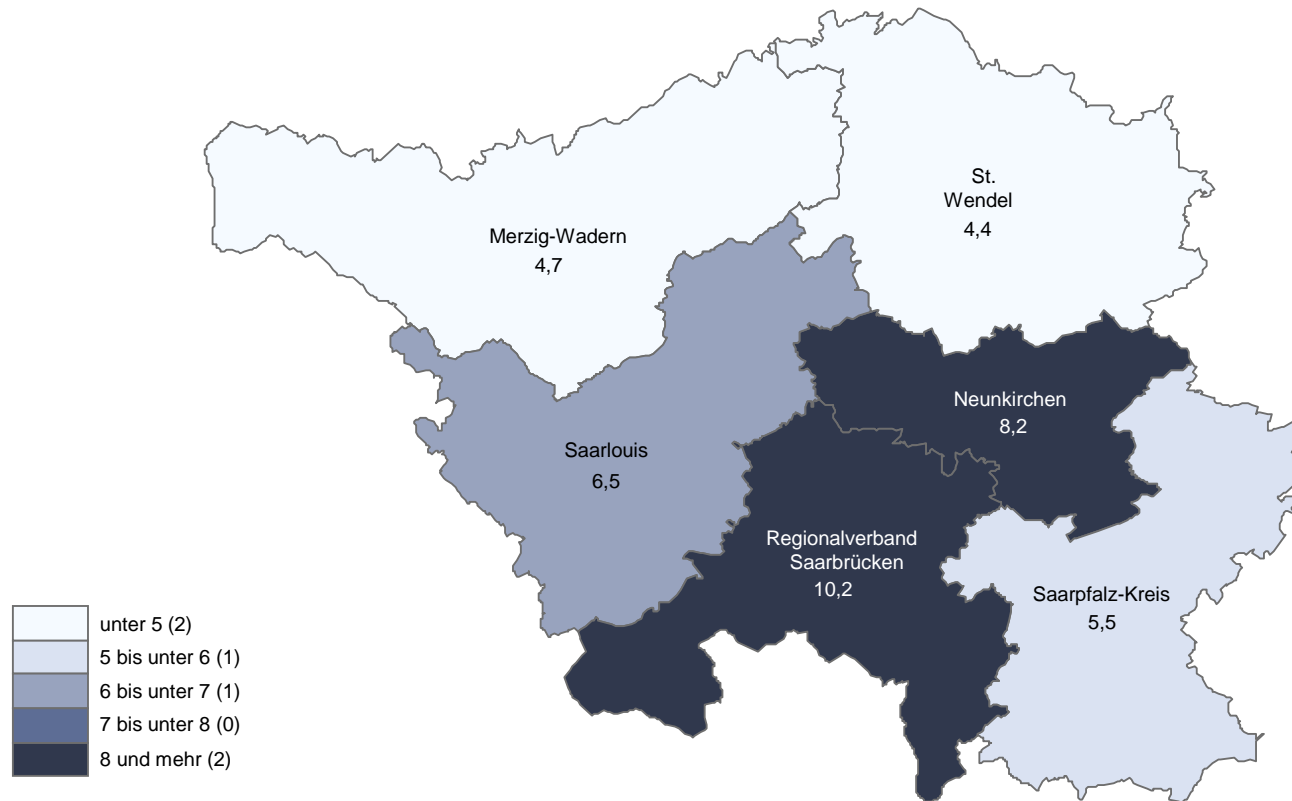 St.
Wendel
4,4
Merzig-Wadern
4,7
Neunkirchen
8,2
Saarlouis
6,5
Regionalverband
Saarbrücken
10,2
Saarpfalz-Kreis
5,5
unter 5 (2)
5 bis unter 6 (1)
6 bis unter 7 (1)
7 bis unter 8 (0)
8 und mehr (2)